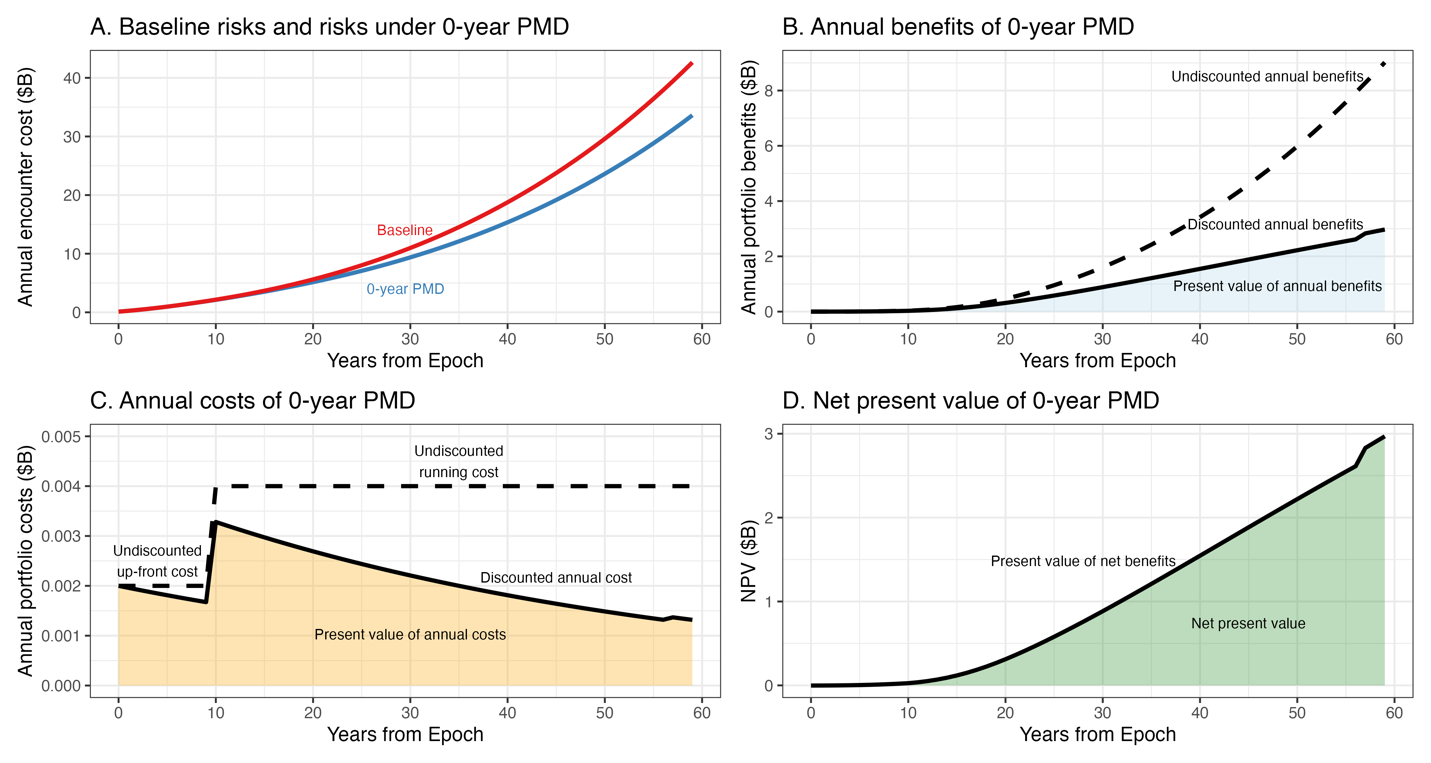 A. Baseline risks and risks under 0-year PMD
Annual encounter cost ($B)
40
30
20
10
0
Baseline
0-year PMD
0 10 20 30 40 50 60
Years from Epoch
B. Annual benefits of 0-year PMD
Annual portfolio benefits ($B)
8
6
4
2
0
Undiscounted annual benefits
Discounted annual benefits
Present value of annual benefits
0 10 20 30 40 50 60
Years from Epoch
C. Annual costs of 0-year PMD
Annual portfolio costs ($B)
0.005
0.004
0.003
0.002
0.001
0.000
Undiscounted
running cost
Undiscounted
up-front cost
Discounted annual cost
Present value of annual costs
0 10 20 30 40 50 60
Years from Epoch
D. Net present value of 0-year PMD
NPV ($B)
3
2
1
0
Present value of net benefits
Net present value
0 10 20 30 40 50 60
Years from Epoch